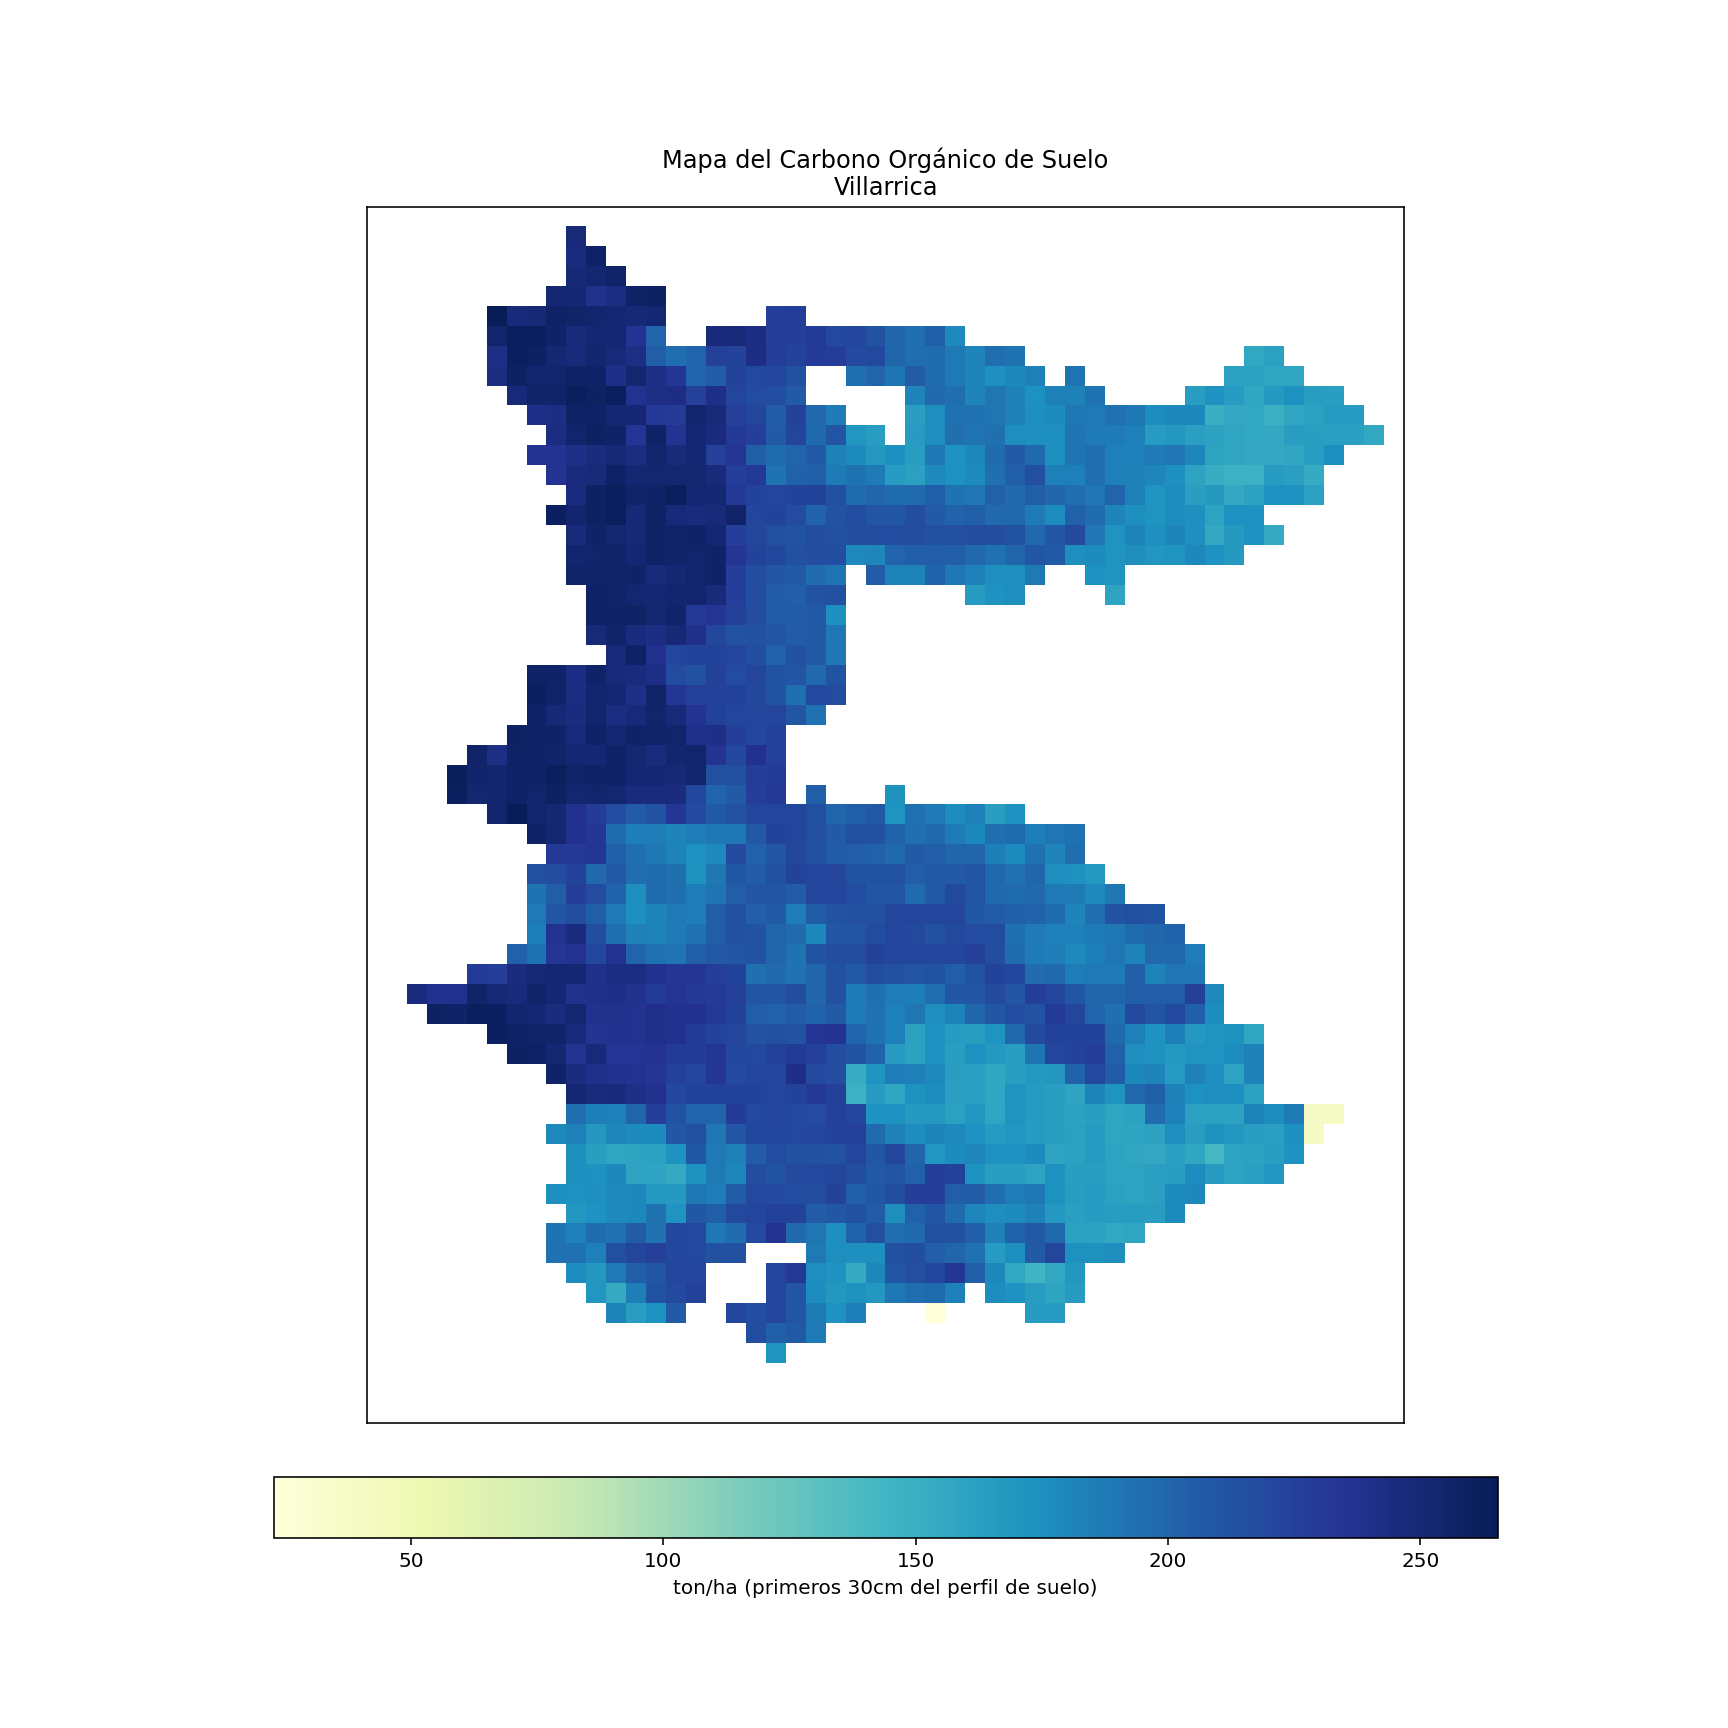 Mapa del Carbono Orgánico de Suelo
Villarrica
50 100 150 200 250
ton/ha (primeros 30cm del perfil de suelo)